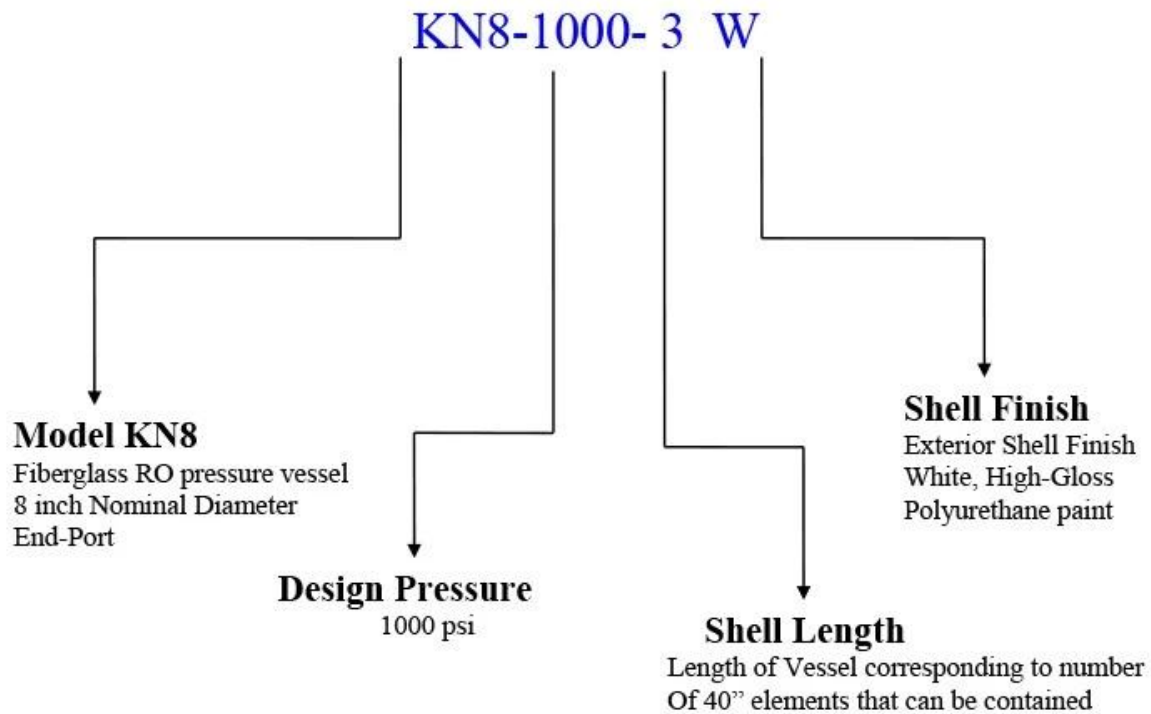 KN8-1000- 3 W
Model KN8
Fiberglass RO pressure vessel
8 inch Nominal Diameter
End-Port
Design Pressure
1000 psi
Shell Length
Length of Vessel corresponding to number
Of 40” elements that can be contained
Shell Finish
Exterior Shell Finish
White, High-Gloss
Polyurethane paint